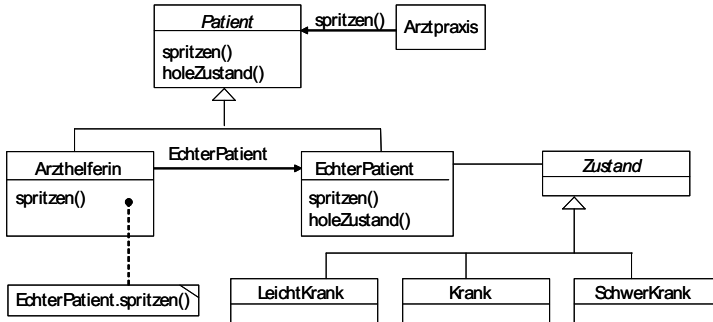 Patient
spritzen()
holeZustand()
spritzen()
Arztpraxis
Arzthelferin
spritzen()
EchterPatient
EchterPatient
spritzen()
holeZustand()
Zustand
EchterPatient.spritzen()
LeichtKrank
Krank
SchwerKrank